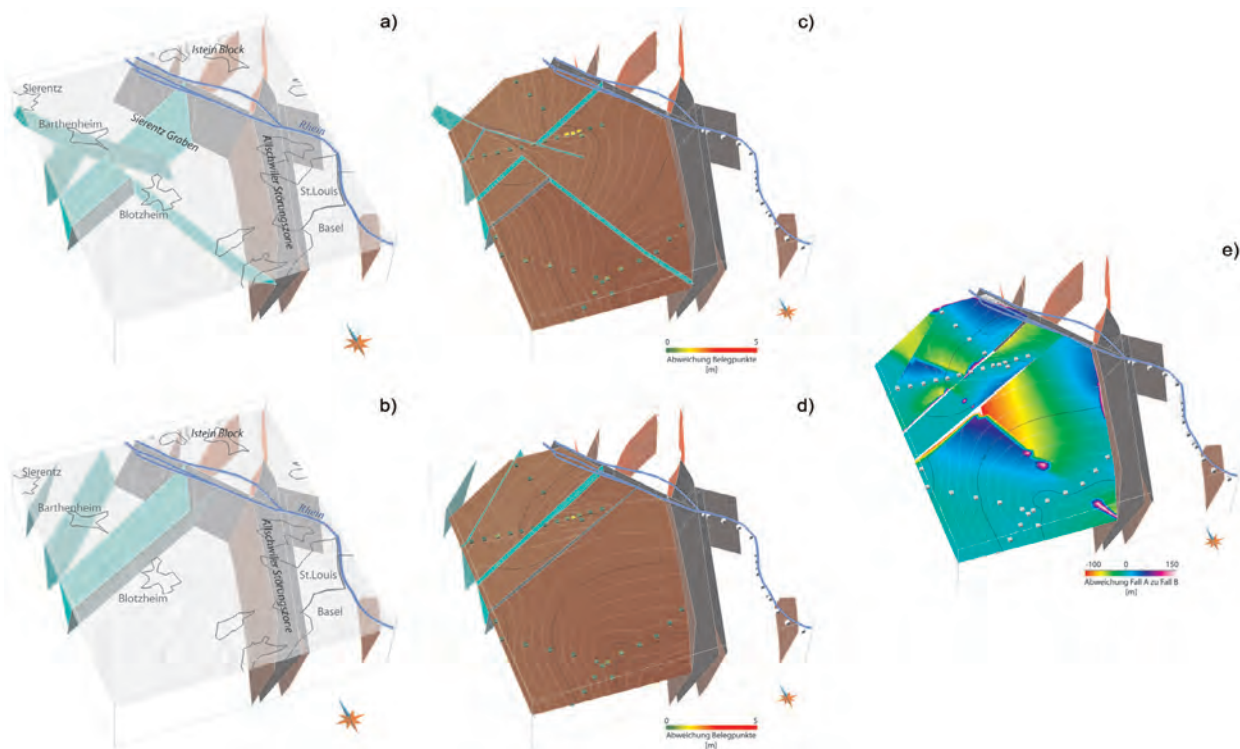 a)
Istein Block
Sierentz
Barthenheim
Sierentz Graben
Rhein
Allschwiler Störungszone
St.Louis
Blotzheim
Basel
c)
0 5
Abweichung Belegpunkte
[m]
b)
Istein Block
Sierentz
Barthenheim
Rhein
Allschwiler Störungszone
St.Louis
Blotzheim
Basel
d)
0 5
Abweichung Belegpunkte
[m]
e)
-100 0 150
Abweichung Fall A zu Fall B
[m]